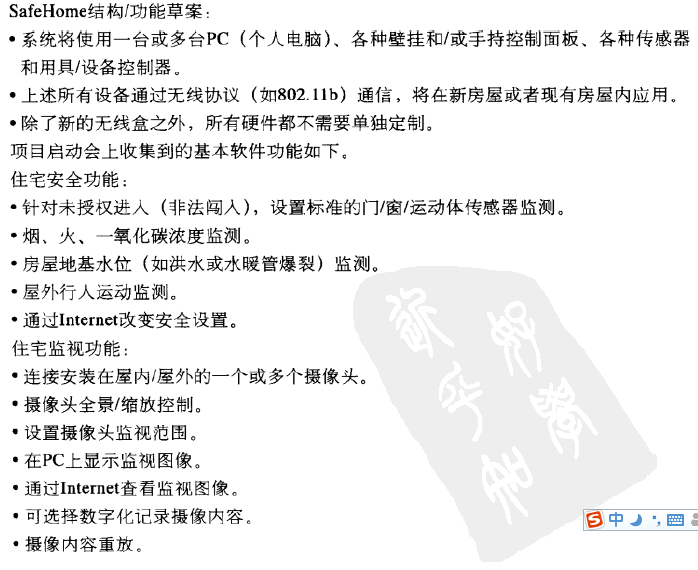 SafeHome结构/功能草案:
• 系统将使用一台或多台PC（个人电脑）、各种壁挂和/或手持控制面板、各种传感器
和用具/设备控制器。
• 上述所有设备通过无线协议（如802.11b）通信，将在新房屋或者现有房屋内应用。
• 除了新的无线盒之外，所有硬件都不需要单独定制。
项目启动会上收集到的基本软件功能如下。
住宅安全功能:
• 针对未授权进入（非法闯入），设置标准的门/窗/运动体传感器监测。
• 烟、火、一氧化碳浓度监测。
• 房屋地基水位（如洪水或水暖管爆裂）监测。
• 屋外行人运动监测。
• 通过Internet改变安全设置。
住宅监视功能:
• 连接安装在屋内/屋外的一个或多个摄像头。
• 摄像头全景/缩放控制。
• 设置摄像头监视范围。
• 在PC上显示监视图像。
• 通过Internet查看监视图像。
• 可选择数字化记录摄像内容。
• 摄像内容重放。
S 中